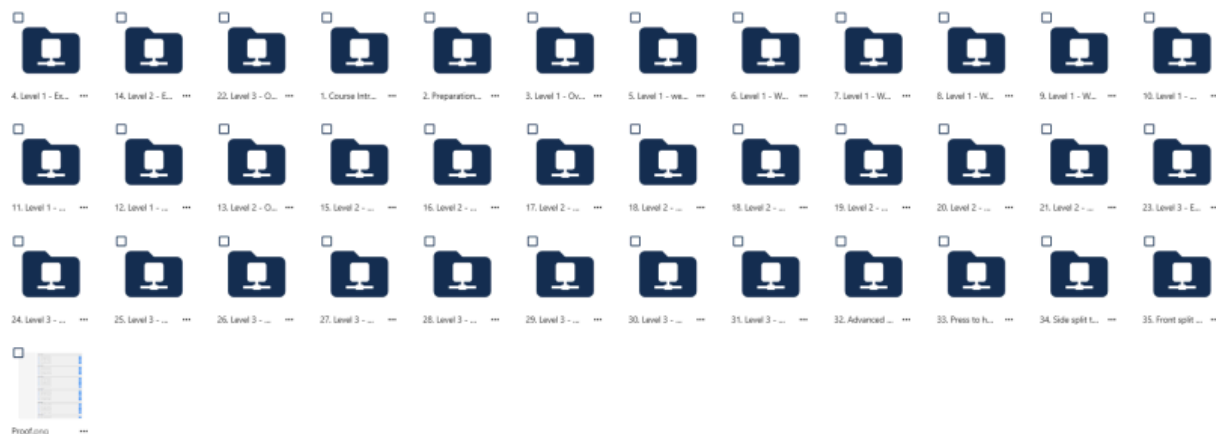 4. Level 1 - Ex... ... 14. Level 2 - E... ... 22. Level 3 - O... ... 1. Course Intr... ... 2. Preparation... ... 3. Level 1 - Ov... ... 5. Level 1 - we... ... 6. Level 1 - W... ... 7. Level 1 - W... ... 8. Level 1 - W... ... 9. Level 1 - W... ... 10. Level 1 - ... ...
11. Level 1 - ... ... 12. Level 1 - ... ... 13. Level 2 - O... ... 15. Level 2 - ... ... 16. Level 2 - ... ... 17. Level 2 - ... ... 18. Level 2 - ... ... 18. Level 2 - ... ... 19. Level 2 - ... ... 20. Level 2 - ... ... 21. Level 2 - ... ... 23. Level 3 - E... ...
24. Level 3 - ... ... 25. Level 3 - ... ... 26. Level 3 - ... ... 27. Level 3 - ... ... 28. Level 3 - ... ... 29. Level 3 - ... ... 30. Level 3 - ... ... 31. Level 3 - ... ... 32. Advanced ... ... 33. Press to h... ... 34. Side split t... ... 35. Front split ... ...
Proof.png ...